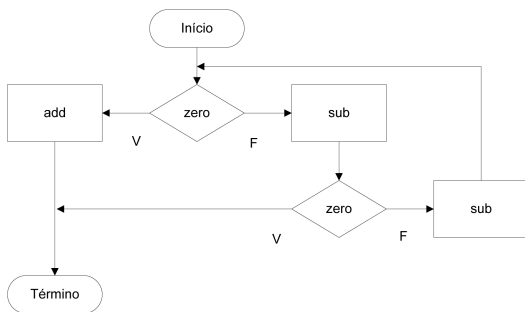 Início
add
zero
sub
V
F
zero
sub
V
F
Término